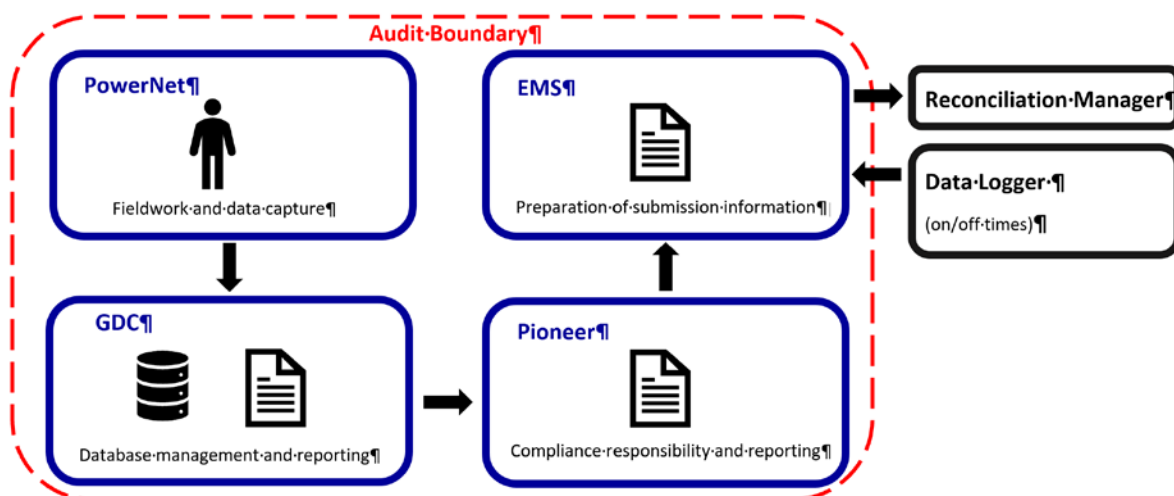 Audit·Boundary¶
PowerNet¶
Fieldwork·and·data·capture¶
EMS¶
Preparation·of·submission·information¶
Reconciliation·Manager¶
Data·Logger·¶
(on/off·times)¶
GDC¶
Database·management·and·reporting¶
Pioneer¶
Compliance·responsibility·and·reporting¶